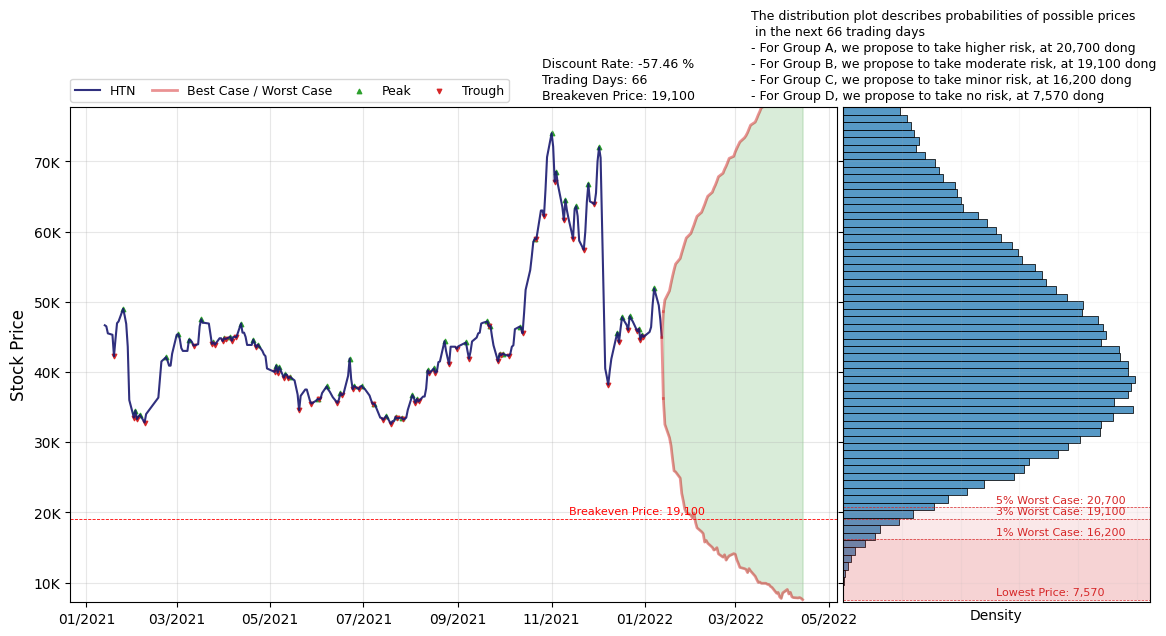 The distribution plot describes probabilities of possible prices
in the next 66 trading days
- For Group A, we propose to take higher risk, at 20,700 dong
- For Group B, we propose to take moderate risk, at 19,100 dong
- For Group C, we propose to take minor risk, at 16,200 dong
- For Group D, we propose to take no risk, at 7,570 dong
Discount Rate: -57.46 %
Trading Days: 66
Breakeven Price: 19,100
HTN Best Case / Worst Case Peak Trough
Stock Price
70K
60K
50K
40K
30K
20K
10K
Breakeven Price: 19,100
5% Worst Case: 20,700
3% Worst Case: 19,100
1% Worst Case: 16,200
Lowest Price: 7,570
01/2021 03/2021 05/2021 07/2021 09/2021 11/2021 01/2022 03/2022 05/2022
Density